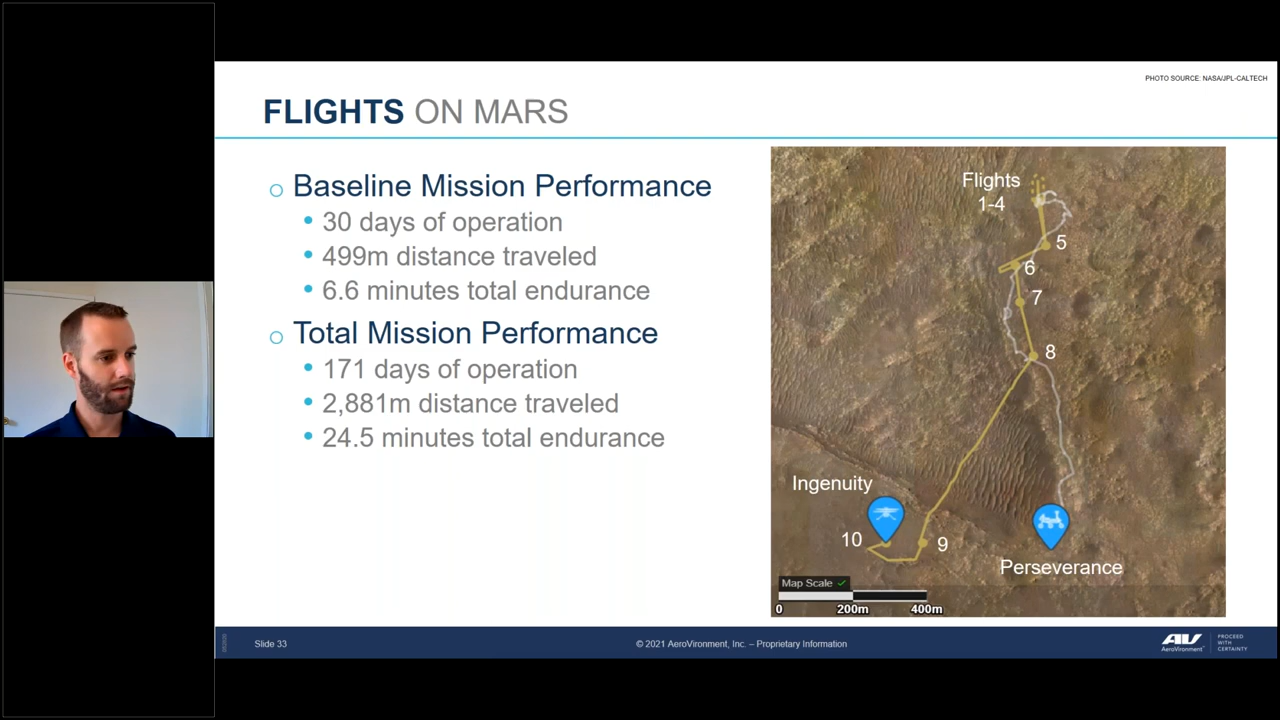 PHOTO SOURCE: NASA/JPL-CALTECH
FLIGHTS ON MARS
Baseline Mission Performance
30 days of operation
499m distance traveled
6.6 minutes total endurance
Total Mission Performance
171 days of operation
2,881m distance traveled
24.5 minutes total endurance
Flights
1-4
5
6
7
8
Ingenuity
10
9
Perseverance
Map Scale
0 200m 400m
Slide 33
© 2021 AeroVironment, Inc. – Proprietary Information
AV
AeroVironment
PROCEED
WITH
CERTAINTY